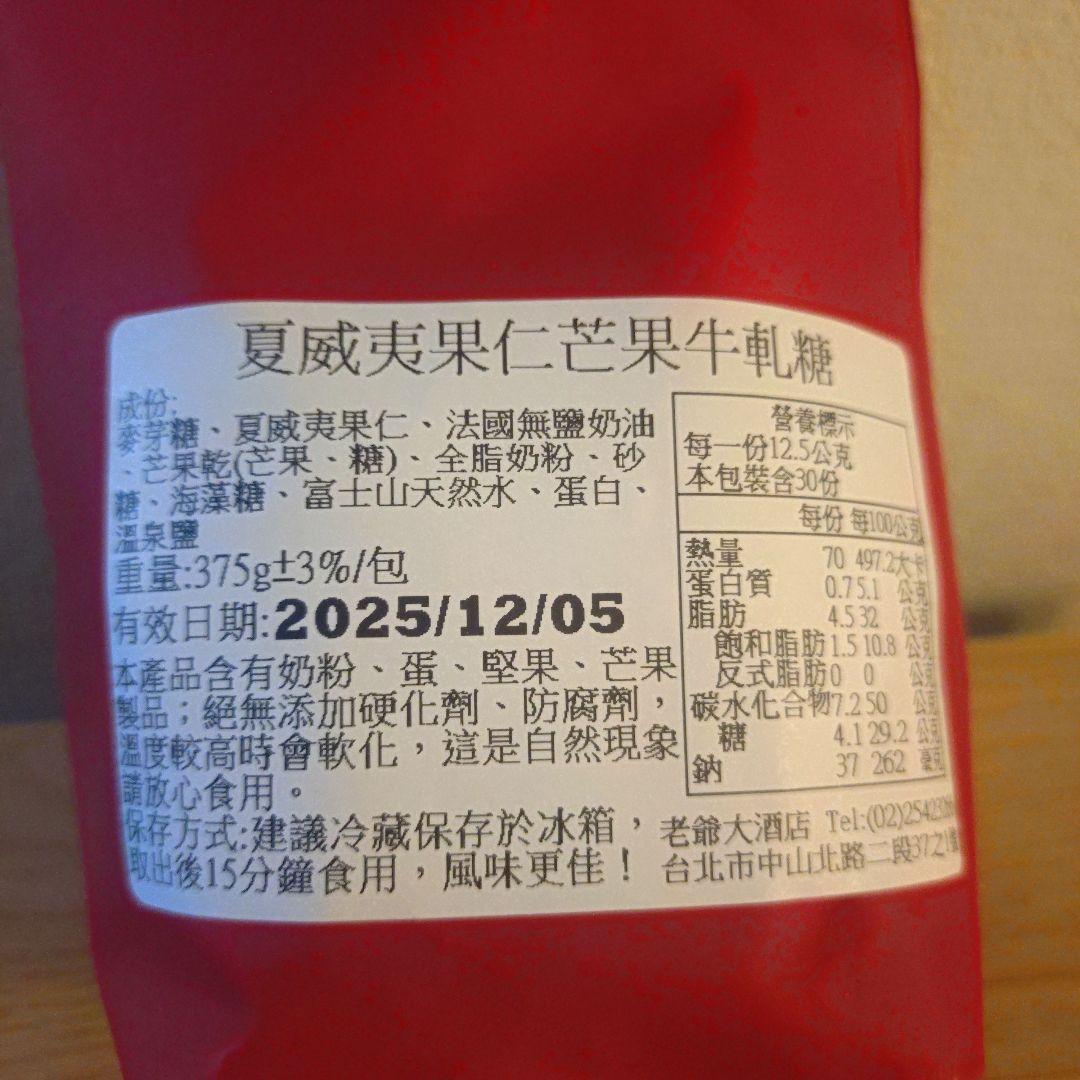 夏威夷果仁芒果牛軋糖
成份:
麥芽糖、夏威夷果仁、法國無鹽奶油
、芒果乾(芒果、糖)、全脂奶粉、砂
糖、海藻糖、富士山天然水、蛋白、
溫泉鹽
重量:375g±3%/包
有效日期:2025/12/05
本產品含有奶粉、蛋、堅果、芒果
製品；絕無添加硬化劑、防腐劑，
溫度較高時會軟化，這是自然現象
請放心食用。
保存方式:建議冷藏保存於冰箱，
取出後15分鐘食用，風味更佳！
營養標示
每一份12.5公克
本包裝含30份
每份 每100公克
熱量 70 497.2大卡
蛋白質 0.75.1 公克
脂肪 4.5 32 公克
飽和脂肪 1.5 10.8 公克
反式脂肪0 0 公克
碳水化合物7.2 50 公克
糖 4.1 29.2 公克
鈉 37 262 毫克
老爺大酒店 Tel:(02)25423266
台北市中山北路二段37之1號